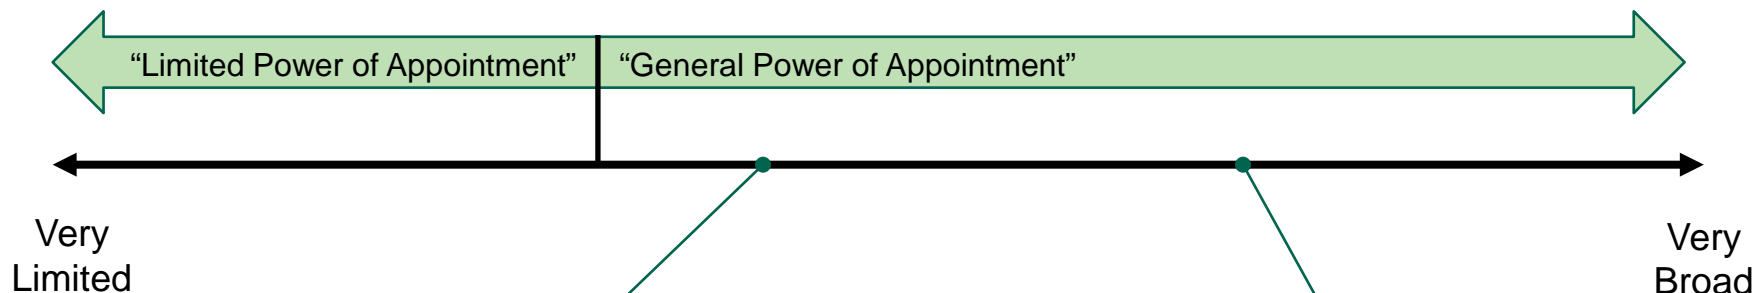 “Limited Power of Appointment” “General Power of Appointment”
Very
Limited
Very
Broad